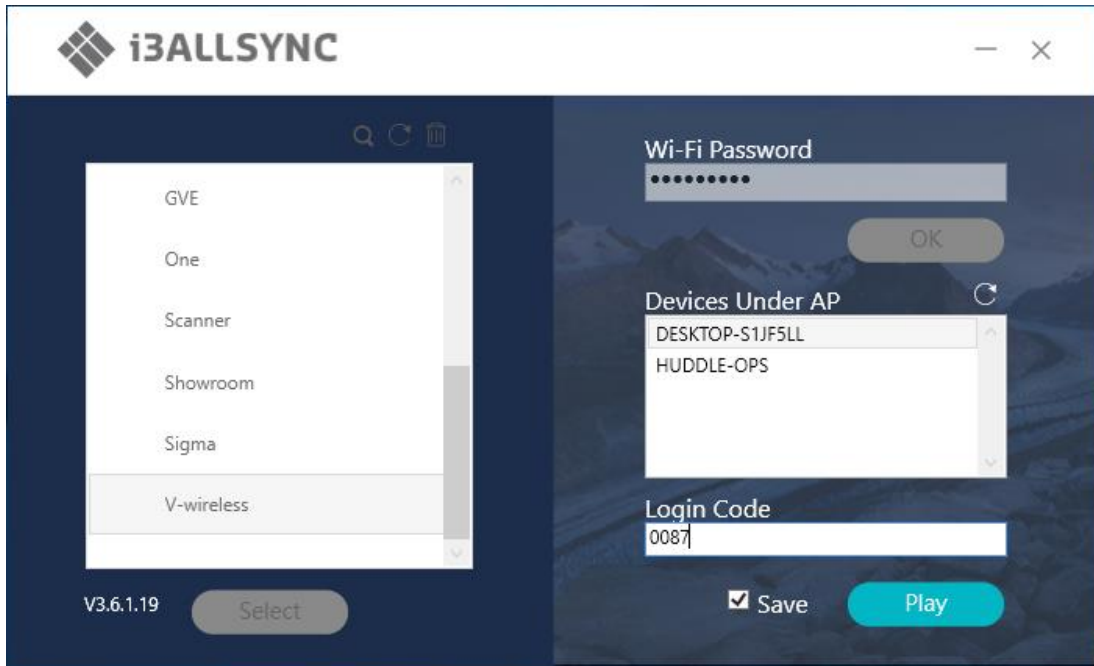 i3ALLSYNC
GVE
One
Scanner
Showroom
Sigma
V-wireless
V3.6.1.19
Select
Wi-Fi Password
•••••••••
OK
Devices Under AP
DESKTOP-S1JF5LL
HUDDLE-OPS
Login Code
0087
Save
Play